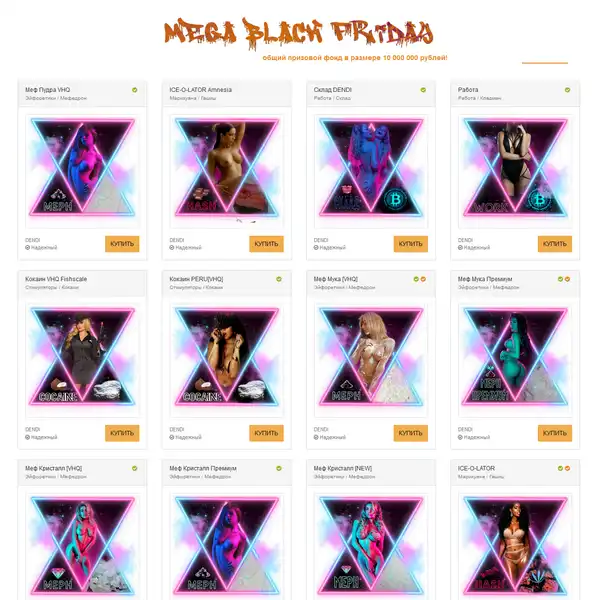 MEGA BLACK FRIDAY
общий призовой фонд в размере 10 000 000 рублей!
Меф Пудра VHQ
Эйфоретики / Мефедрон
MEPH
DENDI
Надежный
КУПИТЬ
ICE-O-LATOR Amnesia
Марихуана / Гашиш
HASH
DENDI
Надежный
КУПИТЬ
Склад DENDI
Работа / Склад
DENDI
Надежный
КУПИТЬ
Работа
Работа / Кладмен
WORK
DENDI
Надежный
КУПИТЬ
Кокаин VHQ Fishscale
Стимуляторы / Кокаин
COCAINE
DENDI
Надежный
КУПИТЬ
Кокаин PERU[VHQ]
Стимуляторы / Кокаин
COCAINE
DENDI
Надежный
КУПИТЬ
Меф Мука [VHQ]
Эйфоретики / Мефедрон
MEPH
DENDI
Надежный
КУПИТЬ
Меф Мука Премиум
Эйфоретики / Мефедрон
MEPH
DENDI
Надежный
КУПИТЬ
Меф Кристалл [VHQ]
Эйфоретики / Мефедрон
MEPH
Меф Кристалл Премиум
Эйфоретики / Мефедрон
MEPH
Меф Кристалл [NEW]
Эйфоретики / Мефедрон
MEPH
ICE-O-LATOR
Марихуана / Гашиш
HASH